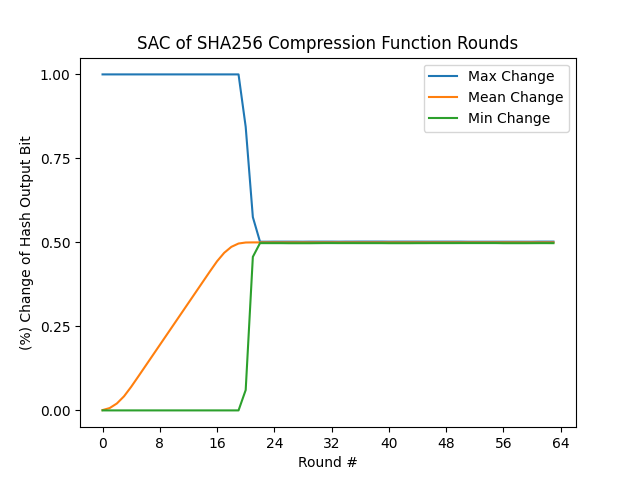 SAC of SHA256 Compression Function Rounds
Max Change
Mean Change
Min Change
(%) Change of Hash Output Bit
1.00
0.75
0.50
0.25
0.00
0 8 16 24 32 40 48 56 64
Round #